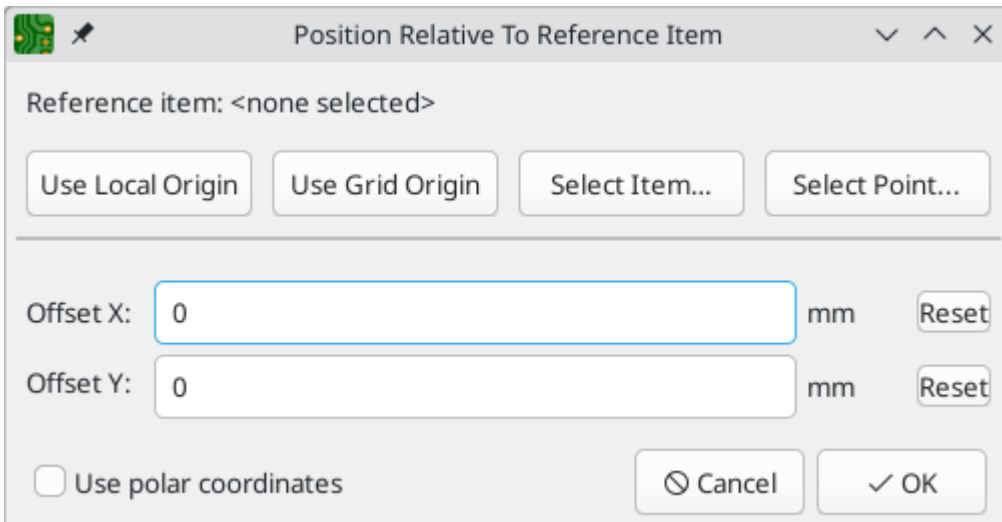 Position Relative To Reference Item
Reference item: <none selected>
Use Local Origin Use Grid Origin Select Item... Select Point...
Offset X: 0 mm Reset
Offset Y: 0 mm Reset
Use polar coordinates Cancel OK